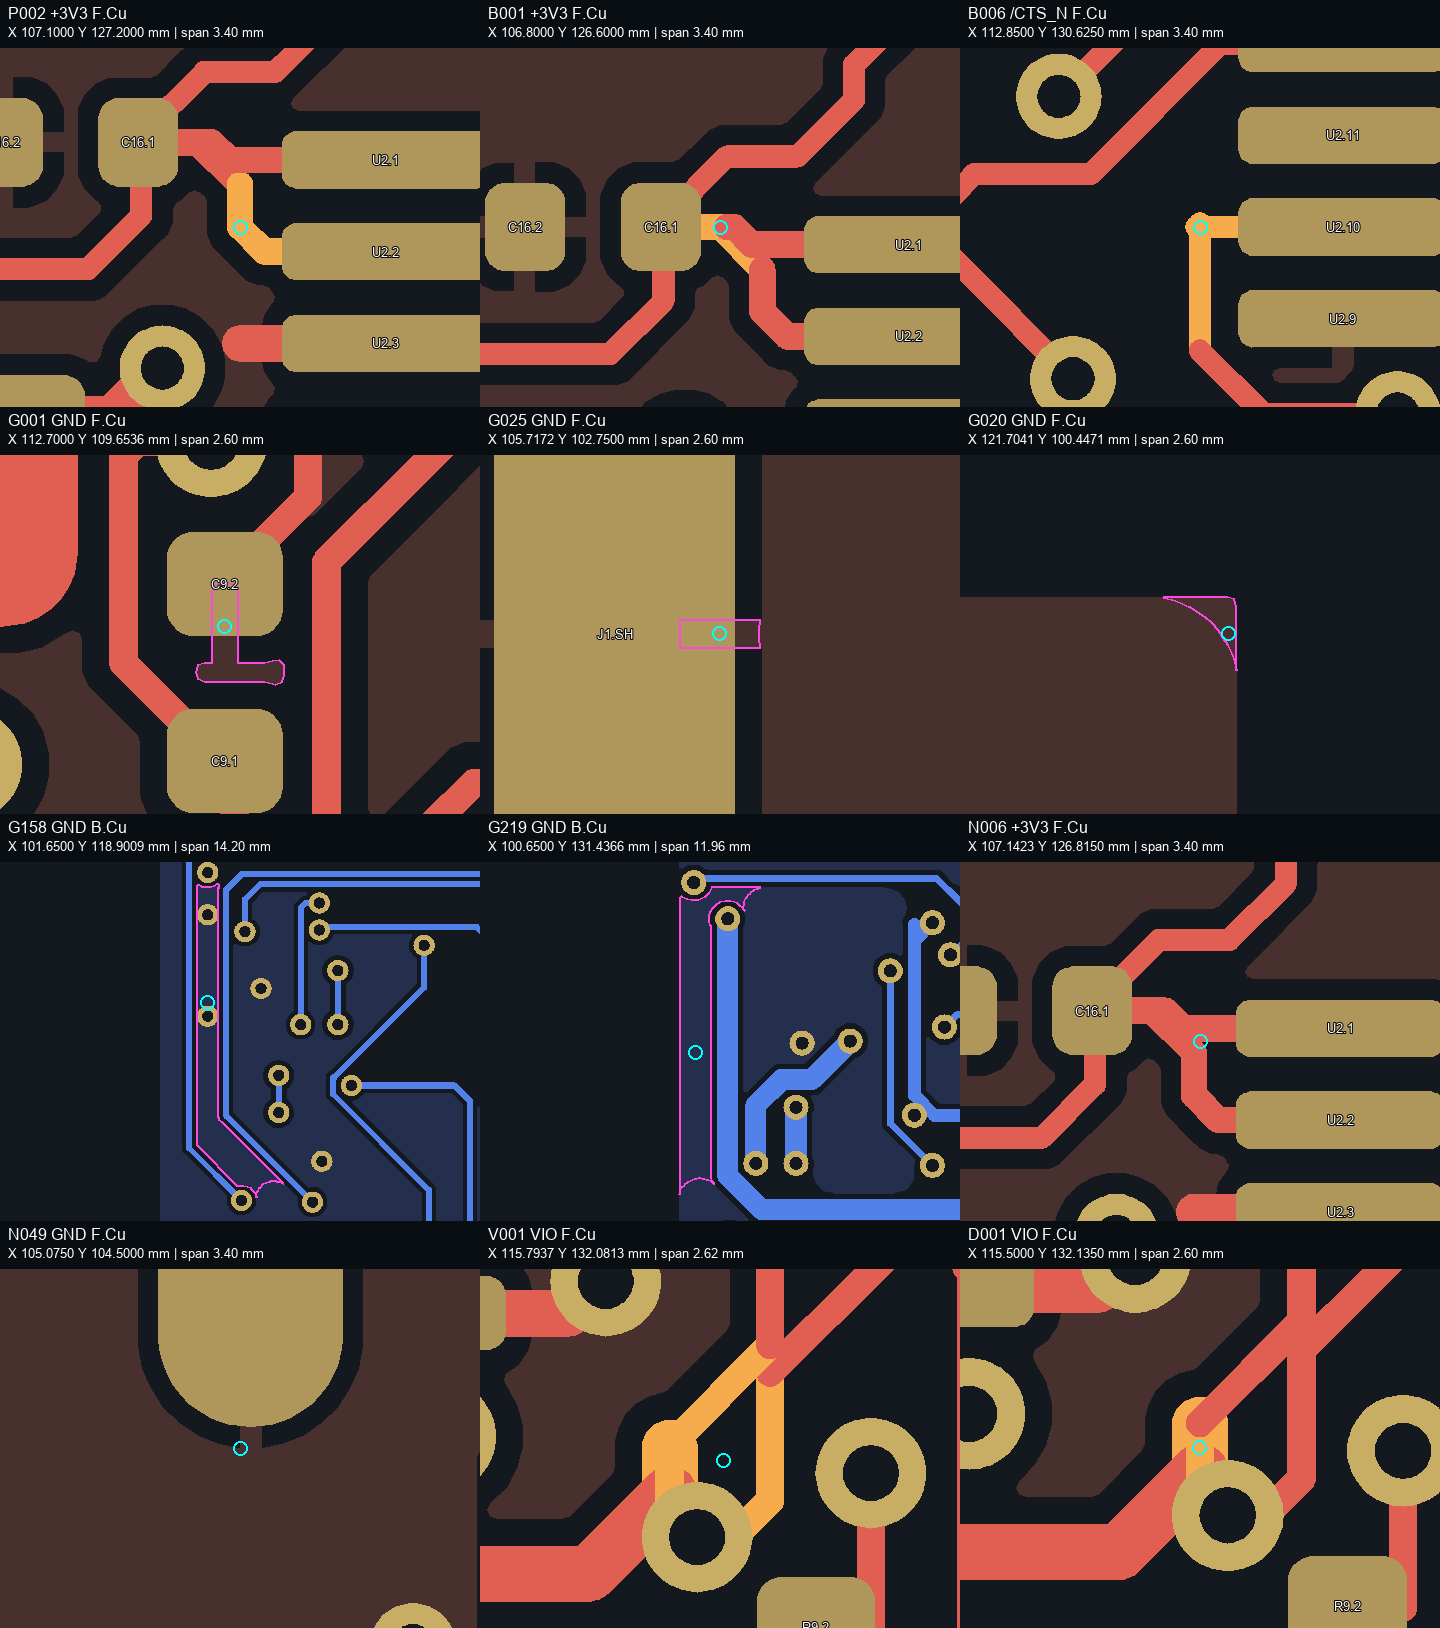 P002 +3V3 F.Cu
X 107.1000 Y 127.2000 mm | span 3.40 mm
B001 +3V3 F.Cu
X 106.8000 Y 126.6000 mm | span 3.40 mm
B006 /CTS_N F.Cu
X 112.8500 Y 130.6250 mm | span 3.40 mm
C16.1
U2.1
U2.2
U2.3
C16.2
C16.1
U2.1
U2.2
U2.11
U2.10
U2.9
G001 GND F.Cu
X 112.7000 Y 109.6536 mm | span 2.60 mm
G025 GND F.Cu
X 105.7172 Y 102.7500 mm | span 2.60 mm
G020 GND F.Cu
X 121.7041 Y 100.4471 mm | span 2.60 mm
C9.2
C9.1
J1.SH
G158 GND B.Cu
X 101.6500 Y 118.9009 mm | span 14.20 mm
G219 GND B.Cu
X 100.6500 Y 131.4366 mm | span 11.96 mm
N006 +3V3 F.Cu
X 107.1423 Y 126.8150 mm | span 3.40 mm
C16.1
U2.1
U2.2
U2.3
N049 GND F.Cu
X 105.0750 Y 104.5000 mm | span 3.40 mm
V001 VIO F.Cu
X 115.7937 Y 132.0813 mm | span 2.62 mm
D001 VIO F.Cu
X 115.5000 Y 132.1350 mm | span 2.60 mm
R9.2